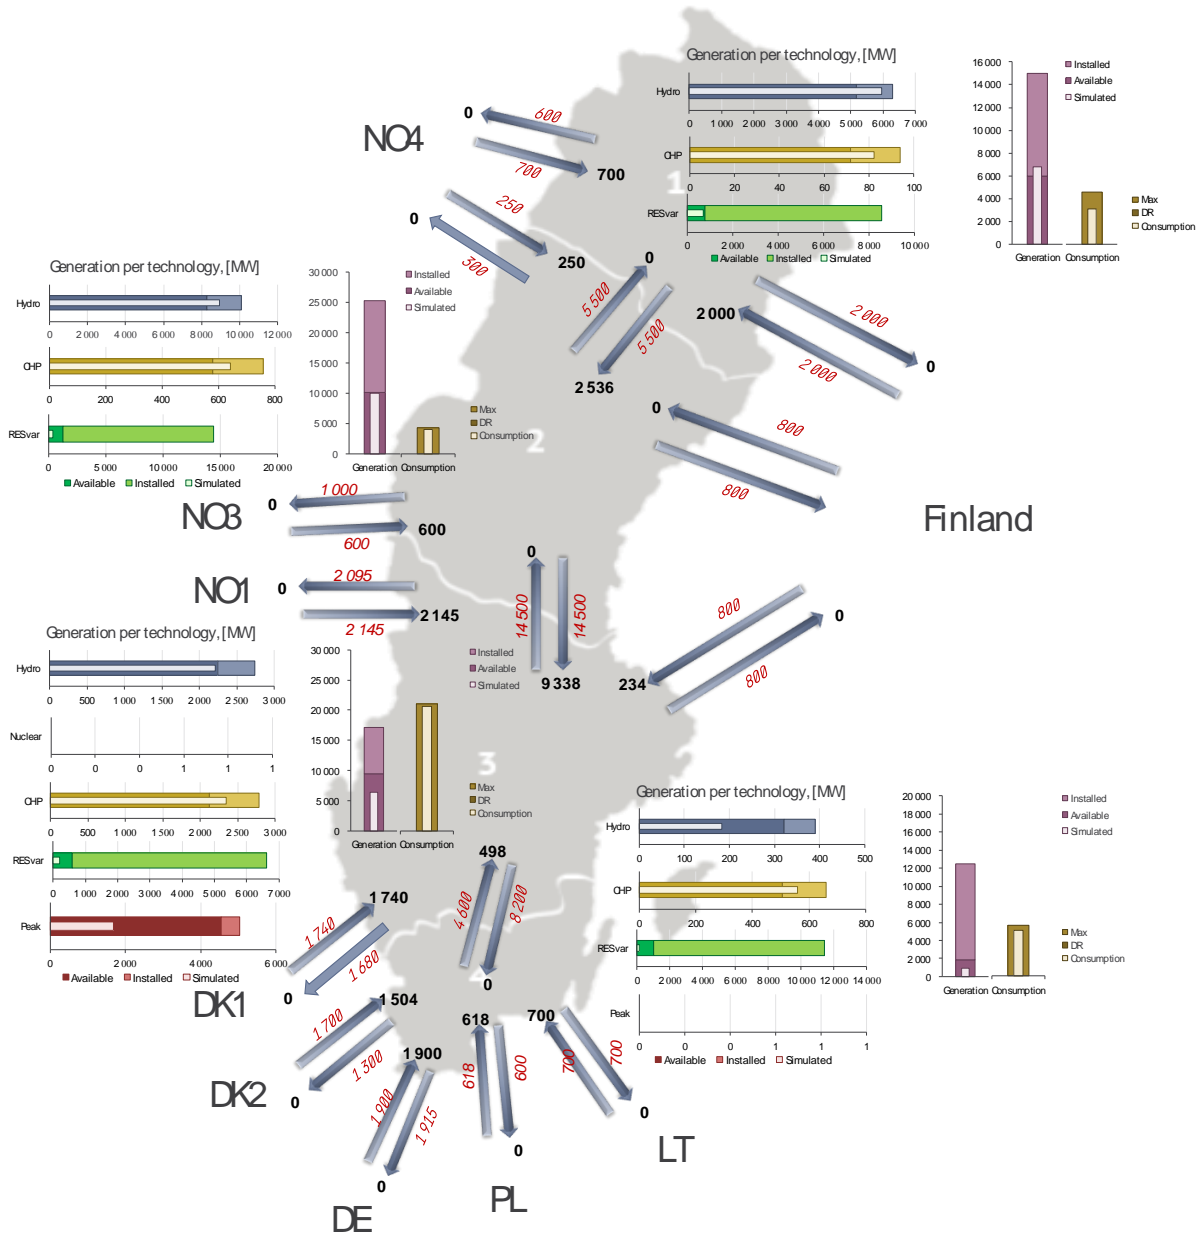 Generation per technology, [MW]
Hydro
0 1 000 2 000 3 000 4 000 5 000 6 000 7 000
CHP
0 20 40 60 80 100
RESvar
0 2 000 4 000 6 000 8 000 10 000
Available Installed Simulated
16 000
14 000
12 000
10 000
8 000
6 000
4 000
2 000
0
Generation Consumption
Installed
Available
Simulated
Max
DR
Consumption
1
NO4
0
600
700
700
0
250
300
250
0
5 500
5 500
2 536
2 000
2 000
2 000
0
0
800
800
Finland
Generation per technology, [MW]
Hydro
0 2 000 4 000 6 000 8 000 10 000 12 000
CHP
0 200 400 600 800
RESvar
0 5 000 10 000 15 000 20 000
Available Installed Simulated
30 000
25 000
20 000
15 000
10 000
5 000
0
Generation Consumption
Installed
Available
Simulated
Max
DR
Consumption
2
NO3
0
1 000
600
600
NO1
0
2 095
2 145
2 145
0
14 500
14 500
9 338
800
0
234
800
Generation per technology, [MW]
Hydro
0 500 1 000 1 500 2 000 2 500 3 000
Nuclear
0 0 0 1 1 1
CHP
0 500 1 000 1 500 2 000 2 500 3 000
RESvar
0 1 000 2 000 3 000 4 000 5 000 6 000 7 000
Peak
0 2 000 4 000 6 000
Available Installed Simulated
30 000
25 000
20 000
15 000
10 000
5 000
0
Generation Consumption
Installed
Available
Simulated
Max
DR
Consumption
3
498
4 600
8 200
0
Generation per technology, [MW]
Hydro
0 100 200 300 400 500
CHP
0 200 400 600 800
RESvar
0 2 000 4 000 6 000 8 000 10 000 12 000 14 000
Peak
0 0 0 1 1 1
Available Installed Simulated
20 000
18 000
16 000
14 000
12 000
10 000
8 000
6 000
4 000
2 000
0
Generation Consumption
Installed
Available
Simulated
Max
DR
Consumption
1 740
1 740
1 680
0
DK1
1 504
1 700
1 300
0
DK2
1 900
1 900
1 915
0
DE
618
618
600
0
PL
700
700
700
0
LT